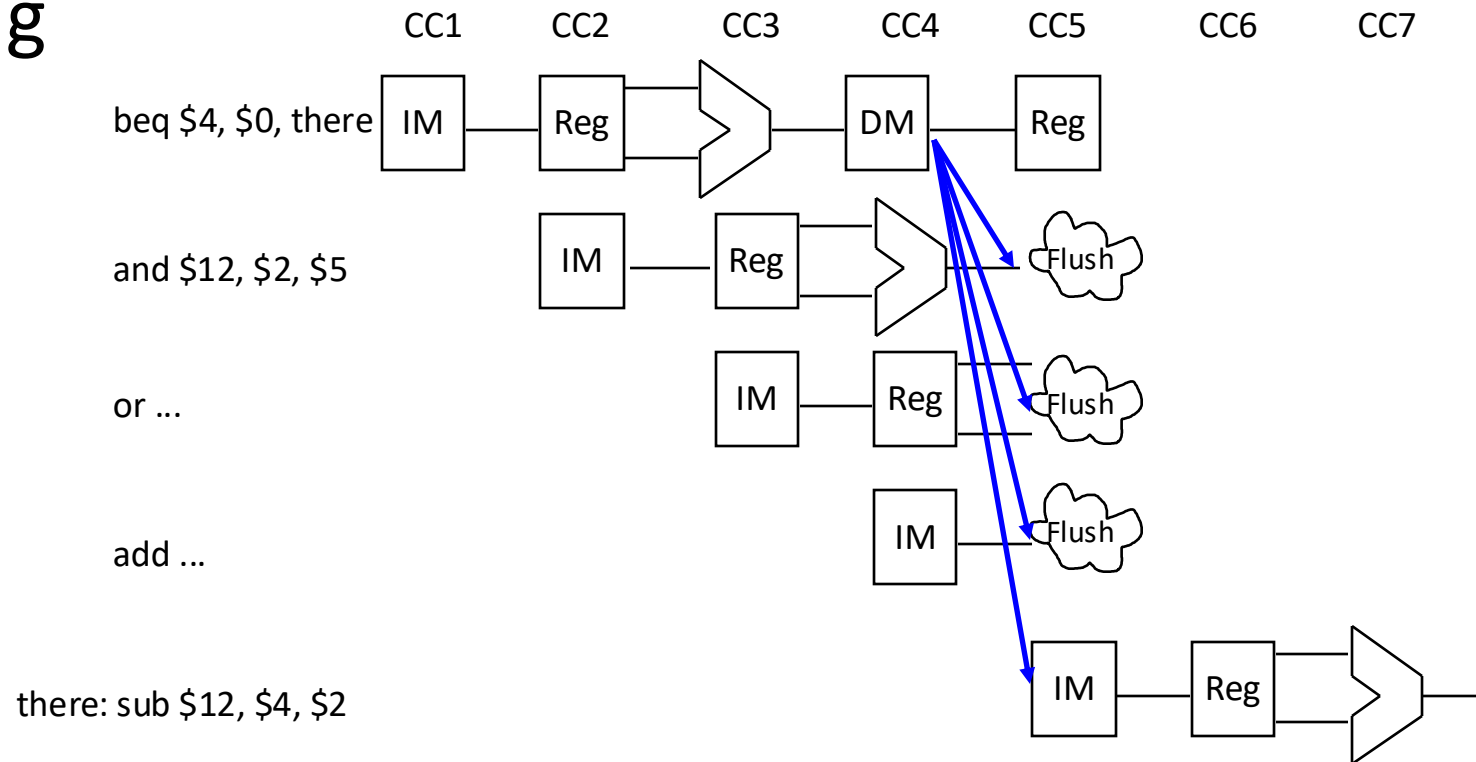 g
CC1 CC2 CC3 CC4 CC5 CC6 CC7
beq $4, $0, there IM Reg DM Reg
and $12, $2, $5 IM Reg Flush
or ... IM Reg Flush
add ... IM Flush
there: sub $12, $4, $2 IM Reg